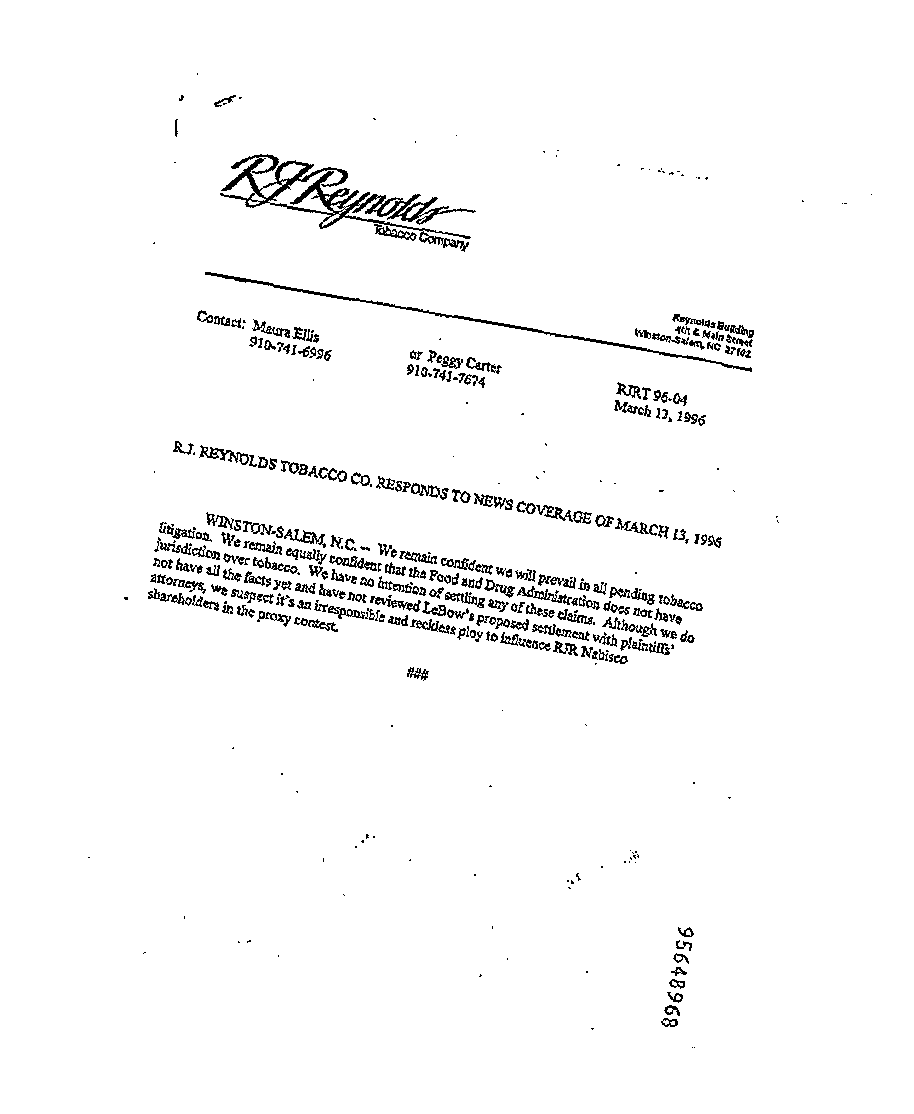 RJReynolds
Tobacco Company
Reynolds Building
4th & Main Street
Winston-Salem, NC 27102
Contact: Maura Ellis
910-741-6996
or Peggy Carter
910-741-7674
RJRT 96-04
March 13, 1996
R.J. REYNOLDS TOBACCO CO. RESPONDS TO NEWS COVERAGE OF MARCH 13, 1996
WINSTON-SALEM, N.C. -- We remain confident we will prevail in all pending tobacco
litigation. We remain equally confident that the Food and Drug Administration does not have
jurisdiction over tobacco. We have no intention of settling any of these claims. Although we do
not have all the facts yet and have not reviewed LeBow's proposed settlement with plaintiffs'
attorneys, we suspect it's an irresponsible and reckless ploy to influence RJR Nabisco
shareholders in the proxy contest.
###
95648968